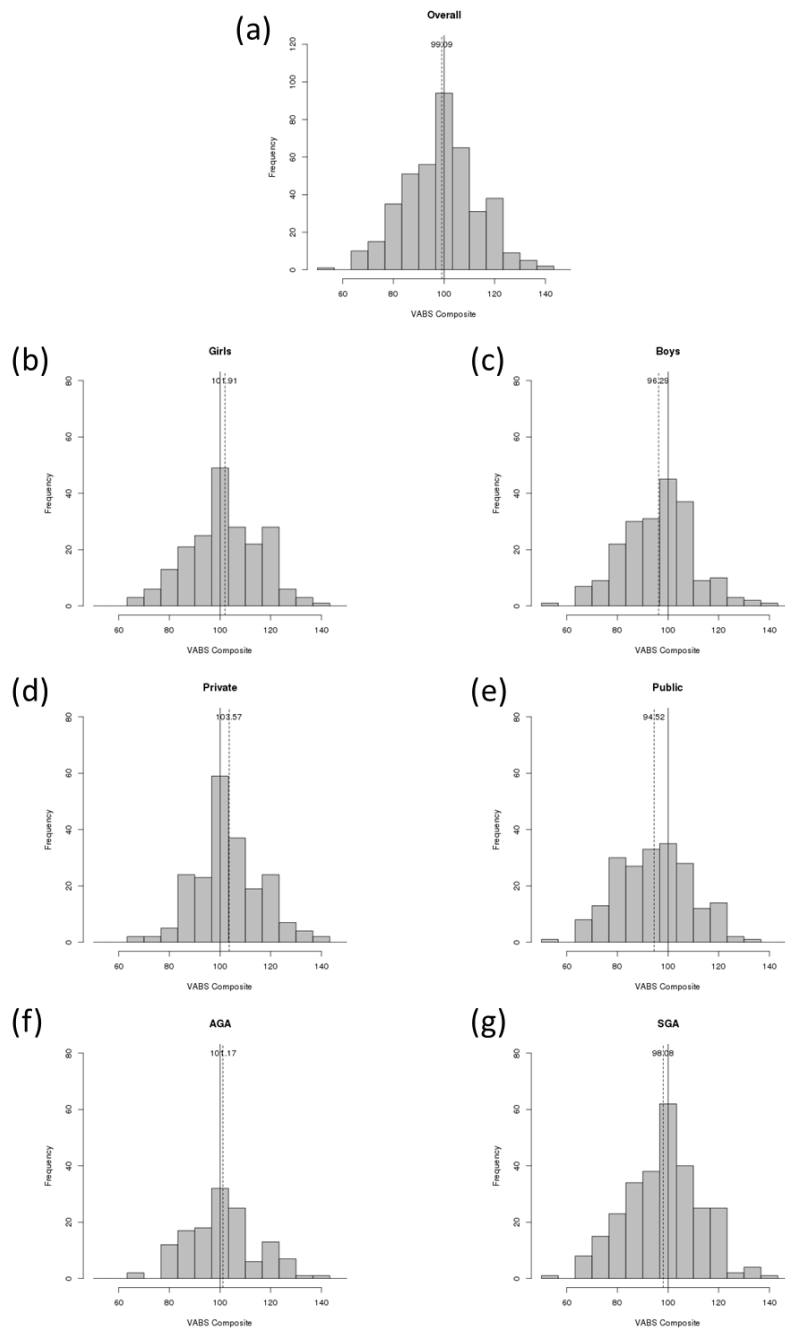 (a)
Overall
99.09
Frequency
0 20 40 60 80 100 120
60 80 100 120 140
VABS Composite
(b)
Girls
101.91
Frequency
0 20 40 60 80
60 80 100 120 140
VABS Composite
(c)
Boys
96.29
Frequency
0 20 40 60 80
60 80 100 120 140
VABS Composite
(d)
Private
103.57
Frequency
0 20 40 60 80
60 80 100 120 140
VABS Composite
(e)
Public
94.52
Frequency
0 20 40 60 80
60 80 100 120 140
VABS Composite
(f)
AGA
101.17
Frequency
0 20 40 60 80
60 80 100 120 140
VABS Composite
(g)
SGA
98.08
Frequency
0 20 40 60 80
60 80 100 120 140
VABS Composite